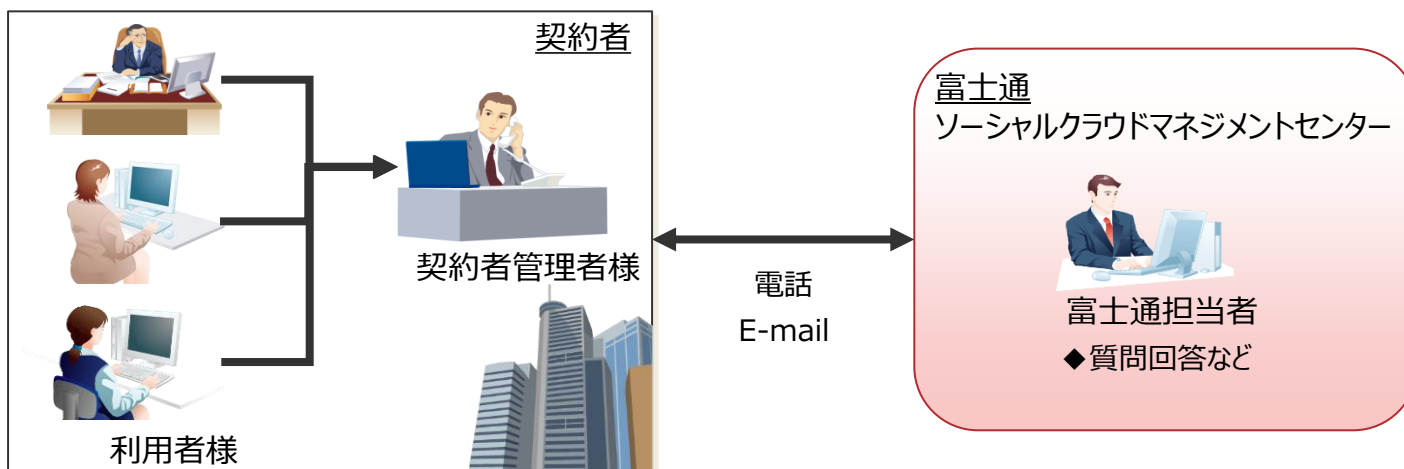 契約者
契約者管理者様
利用者様
電話
E-mail
富士通
ソーシャルクラウドマネジメントセンター
富士通担当者
◆質問回答など